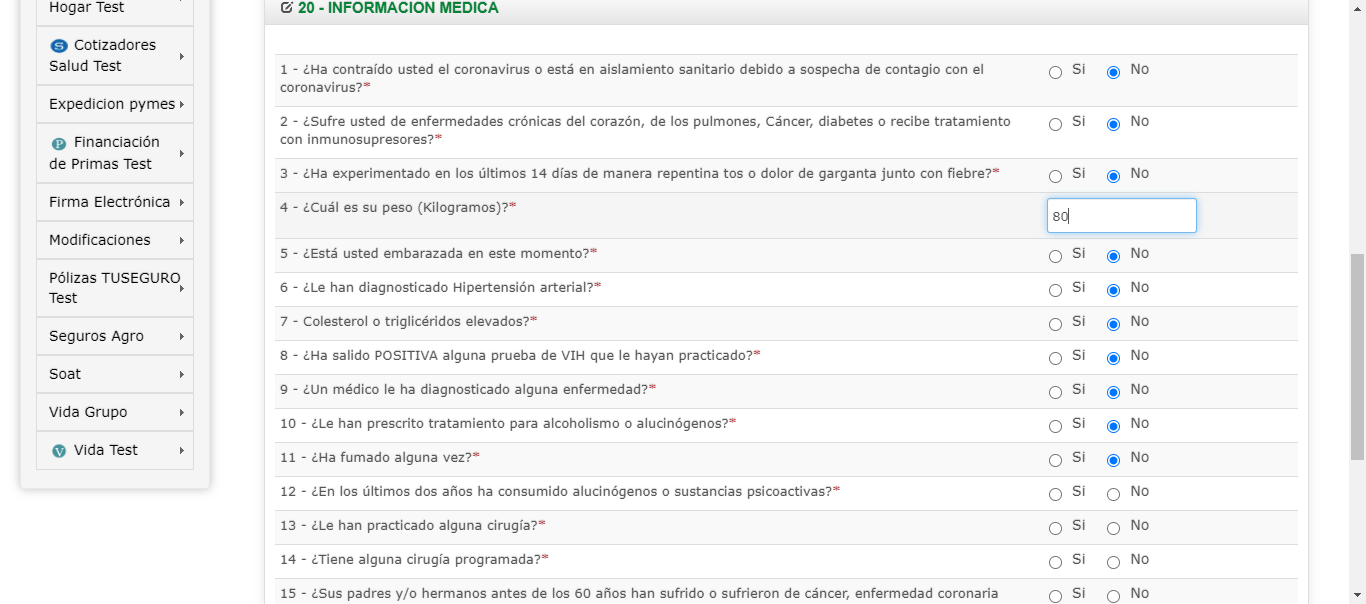 Hogar Test
Cotizadores
Salud Test
Expedicion pymes
Financiación
de Primas Test
Firma Electrónica
Modificaciones
Pólizas TUSEGURO
Test
Seguros Agro
Soat
Vida Grupo
Vida Test
20 - INFORMACION MEDICA
1 - ¿Ha contraído usted el coronavirus o está en aislamiento sanitario debido a sospecha de contagio con el
coronavirus?* Si No
2 - ¿Sufre usted de enfermedades crónicas del corazón, de los pulmones, Cáncer, diabetes o recibe tratamiento
con inmunosupresores?* Si No
3 - ¿Ha experimentado en los últimos 14 días de manera repentina tos o dolor de garganta junto con fiebre?* Si No
4 - ¿Cuál es su peso (Kilogramos)?* 80
5 - ¿Está usted embarazada en este momento?* Si No
6 - ¿Le han diagnosticado Hipertensión arterial?* Si No
7 - Colesterol o triglicéridos elevados?* Si No
8 - ¿Ha salido POSITIVA alguna prueba de VIH que le hayan practicado?* Si No
9 - ¿Un médico le ha diagnosticado alguna enfermedad?* Si No
10 - ¿Le han prescrito tratamiento para alcoholismo o alucinógenos?* Si No
11 - ¿Ha fumado alguna vez?* Si No
12 - ¿En los últimos dos años ha consumido alucinógenos o sustancias psicoactivas?* Si No
13 - ¿Le han practicado alguna cirugía?* Si No
14 - ¿Tiene alguna cirugía programada?* Si No
15 - ¿Sus padres y/o hermanos antes de los 60 años han sufrido o sufrieron de cáncer, enfermedad coronaria Si No